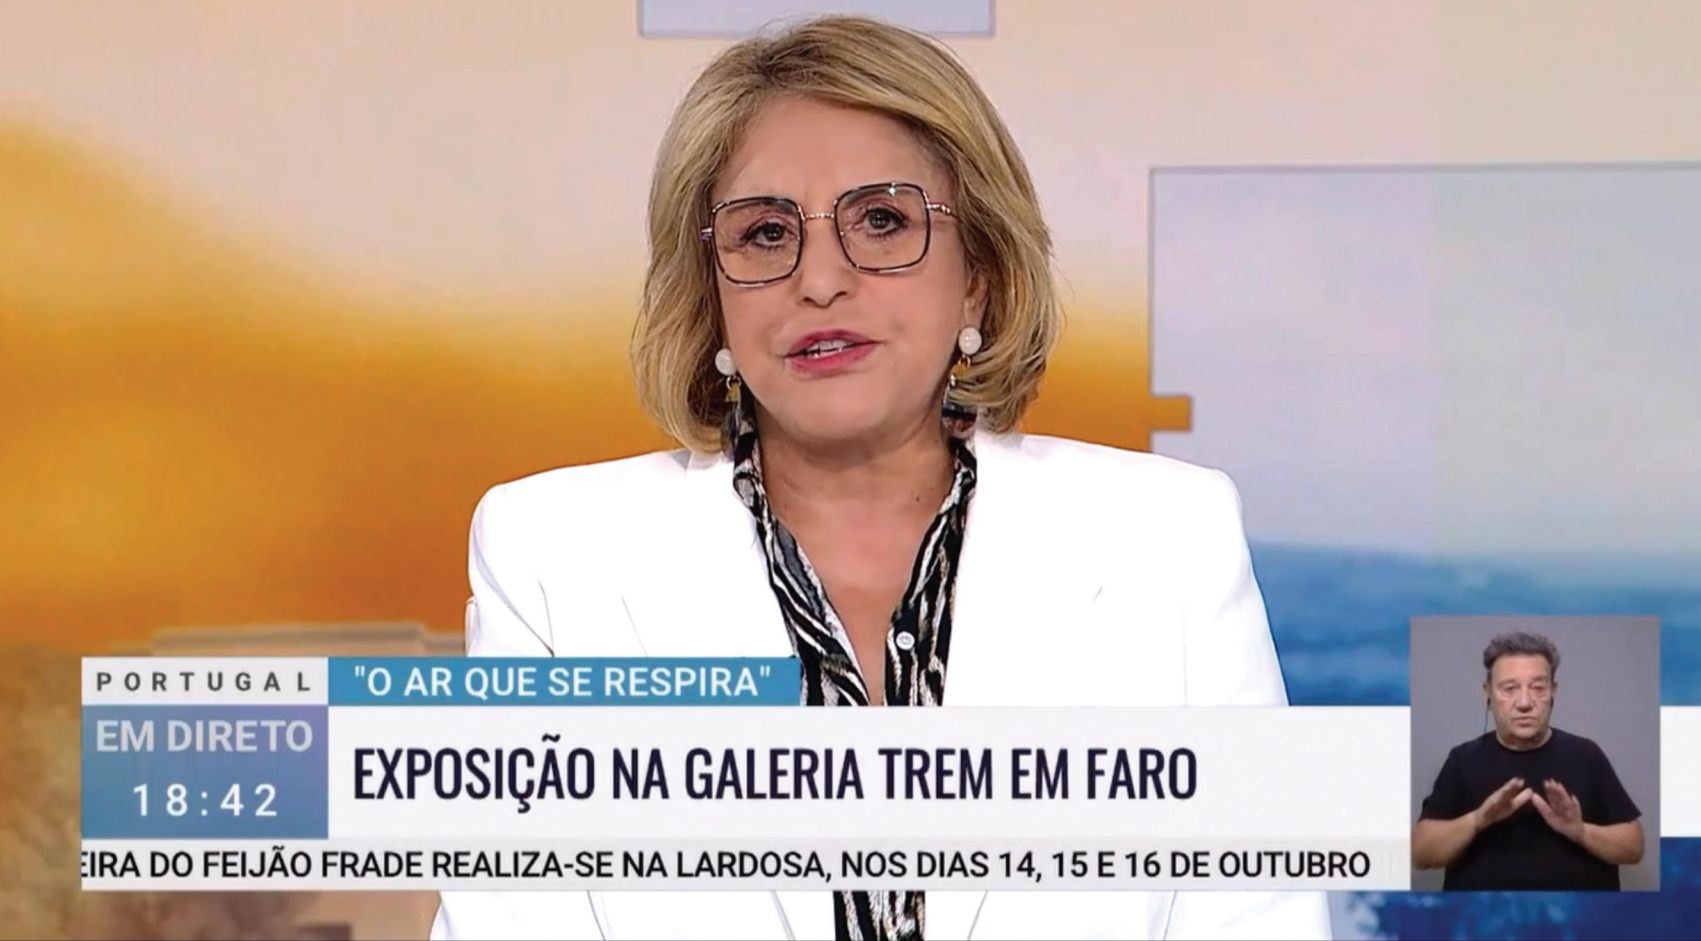 PORTUGAL
"O AR QUE SE RESPIRA"
EM DIRETO
18:42
EXPOSIÇÃO NA GALERIA TREM EM FARO
EIRA DO FEIJÃO FRADE REALIZA-SE NA LARDOSA, NOS DIAS 14, 15 E 16 DE OUTUBRO